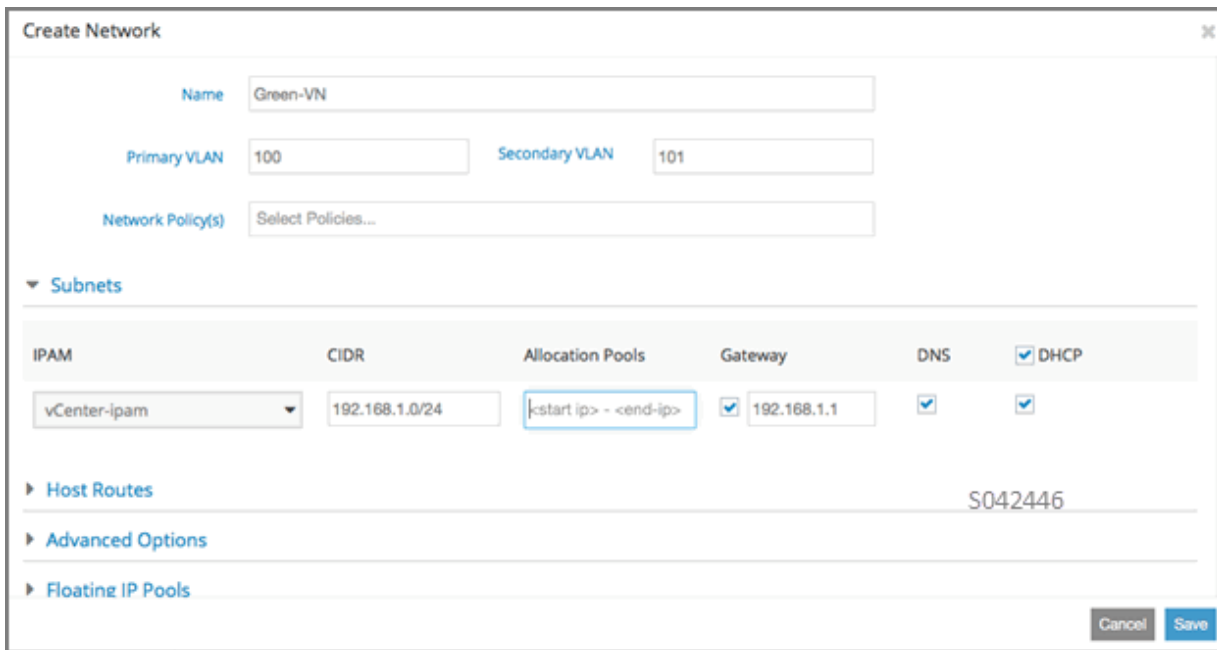 Create Network
Name Green-VN
Primary VLAN 100 Secondary VLAN 101
Network Policy(s) Select Policies...
Subnets
IPAM CIDR Allocation Pools Gateway DNS DHCP
vCenter-ipam 192.168.1.0/24 <start ip> - <end-ip> 192.168.1.1
Host Routes
S042446
Advanced Options
Floating IP Pools
Cancel Save